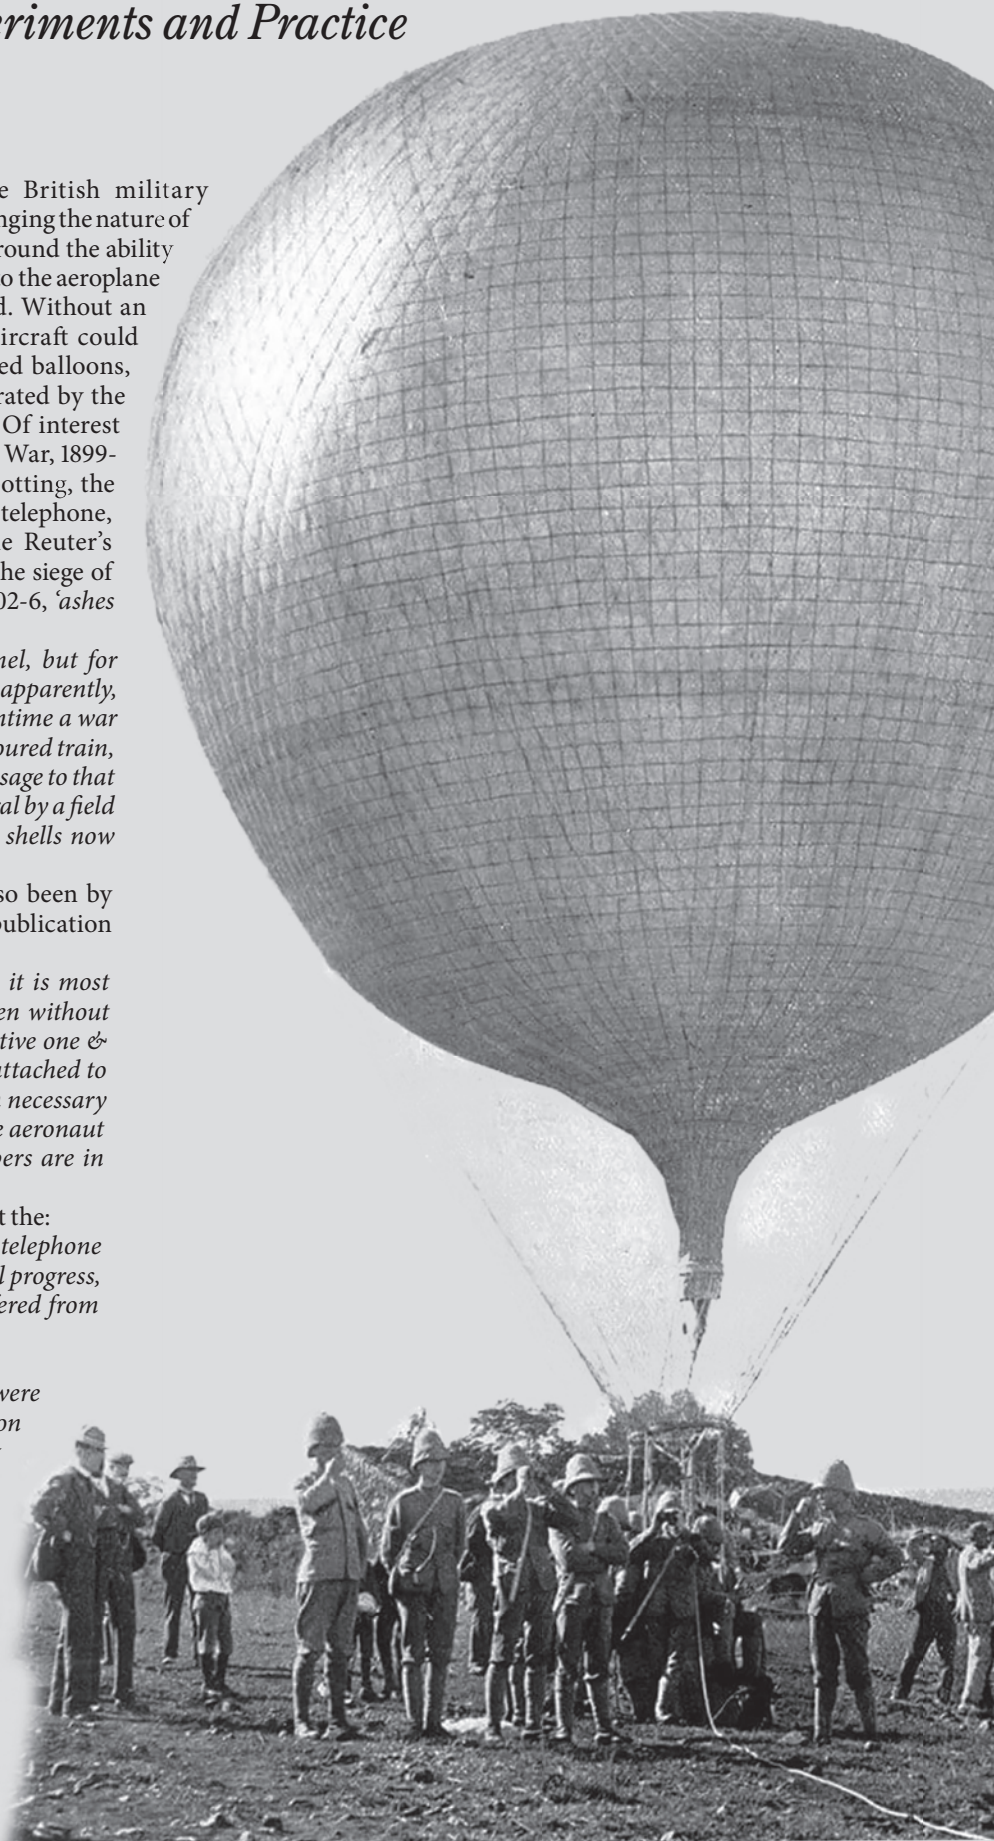 eriments and Practice
e British military
nging the nature of
round the ability
o the aeroplane
d. Without an
ircraft could
ed balloons,
rated by the
Of interest
War, 1899-
otting, the
telephone,
e Reuter’s
he siege of
02-6, ‘ashes
nel, but for
apparently,
ntime a war
oured train,
sage to that
al by a field
shells now
so been by
publication
it is most
en without
tive one &
attached to
necessary
e aeronaut
pers are in
t the:
telephone
l progress,
ered from
were
on